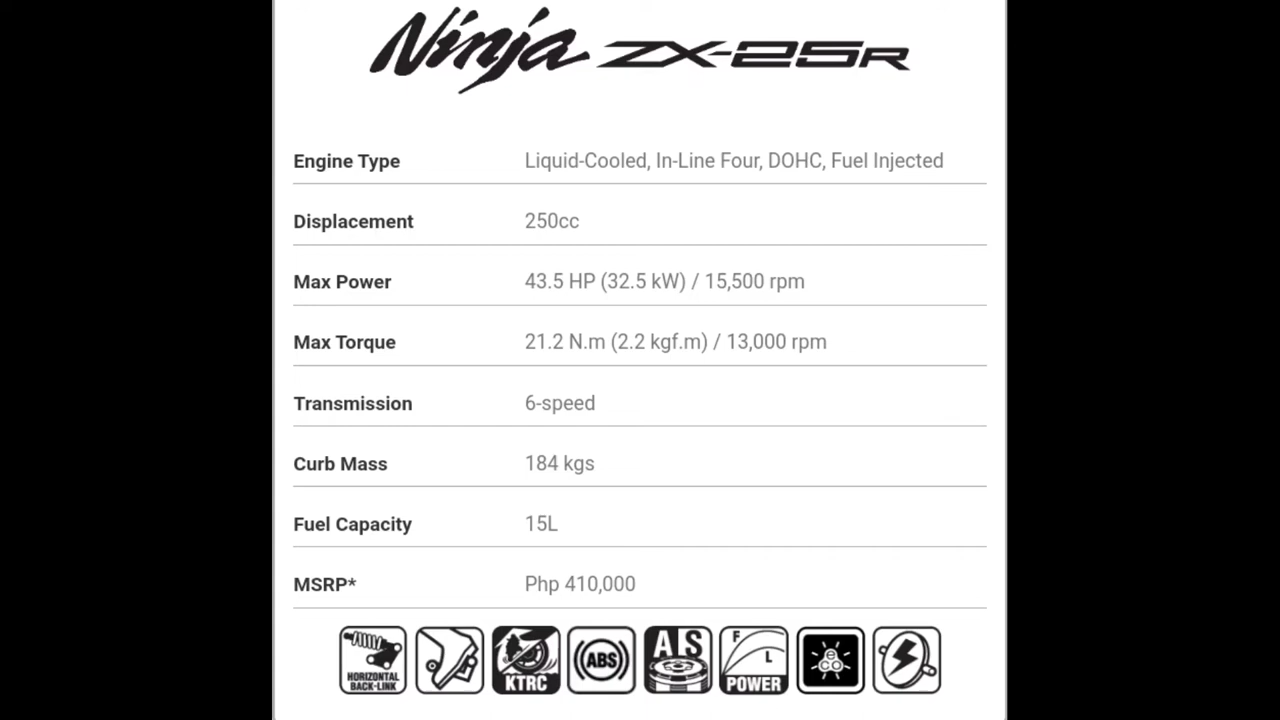 Ninja ZX-25R
Engine Type Liquid-Cooled, In-Line Four, DOHC, Fuel Injected
Displacement 250cc
Max Power 43.5 HP (32.5 kW) / 15,500 rpm
Max Torque 21.2 N.m (2.2 kgf.m) / 13,000 rpm
Transmission 6-speed
Curb Mass 184 kgs
Fuel Capacity 15L
MSRP* Php 410,000
HORIZONTAL BACK-LINK
KTRC
ABS
AS
F L POWER
eco